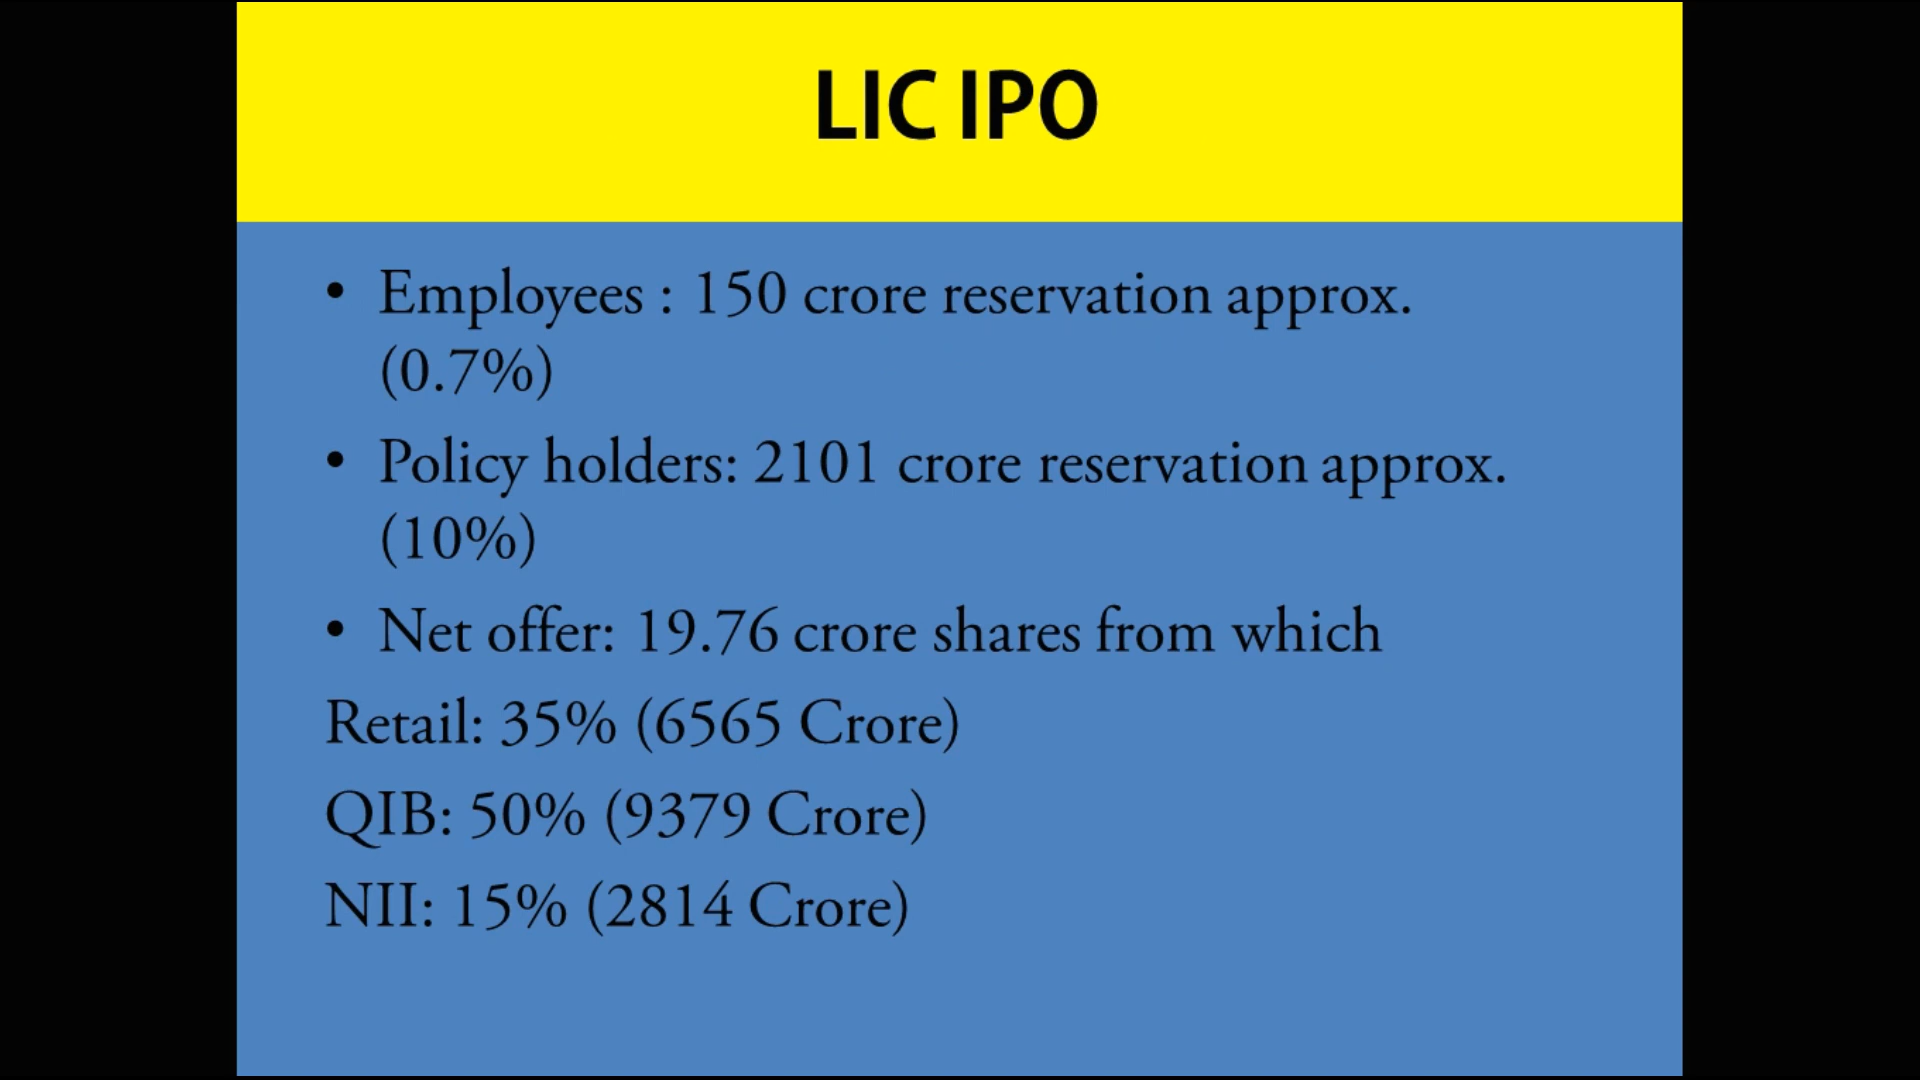 LIC IPO
• Employees : 150 crore reservation approx.
(0.7%)
• Policy holders: 2101 crore reservation approx.
(10%)
• Net offer: 19.76 crore shares from which
Retail: 35% (6565 Crore)
QIB: 50% (9379 Crore)
NII: 15% (2814 Crore)